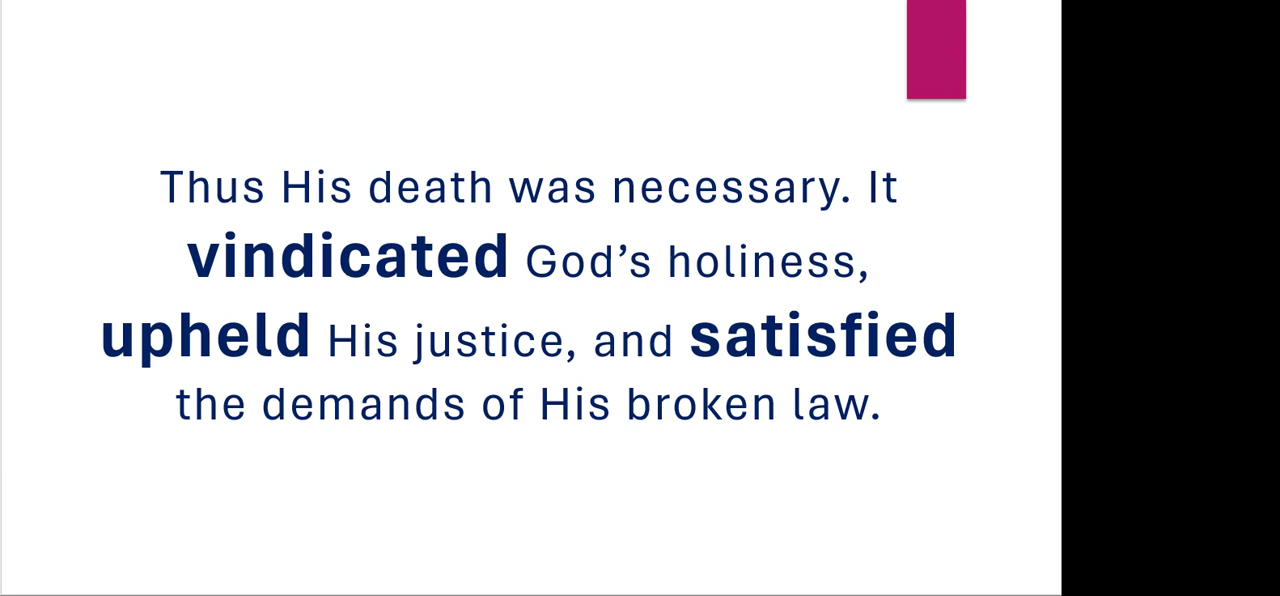 Thus His death was necessary. It
vindicated God’s holiness,
upheld His justice, and satisfied
the demands of His broken law.